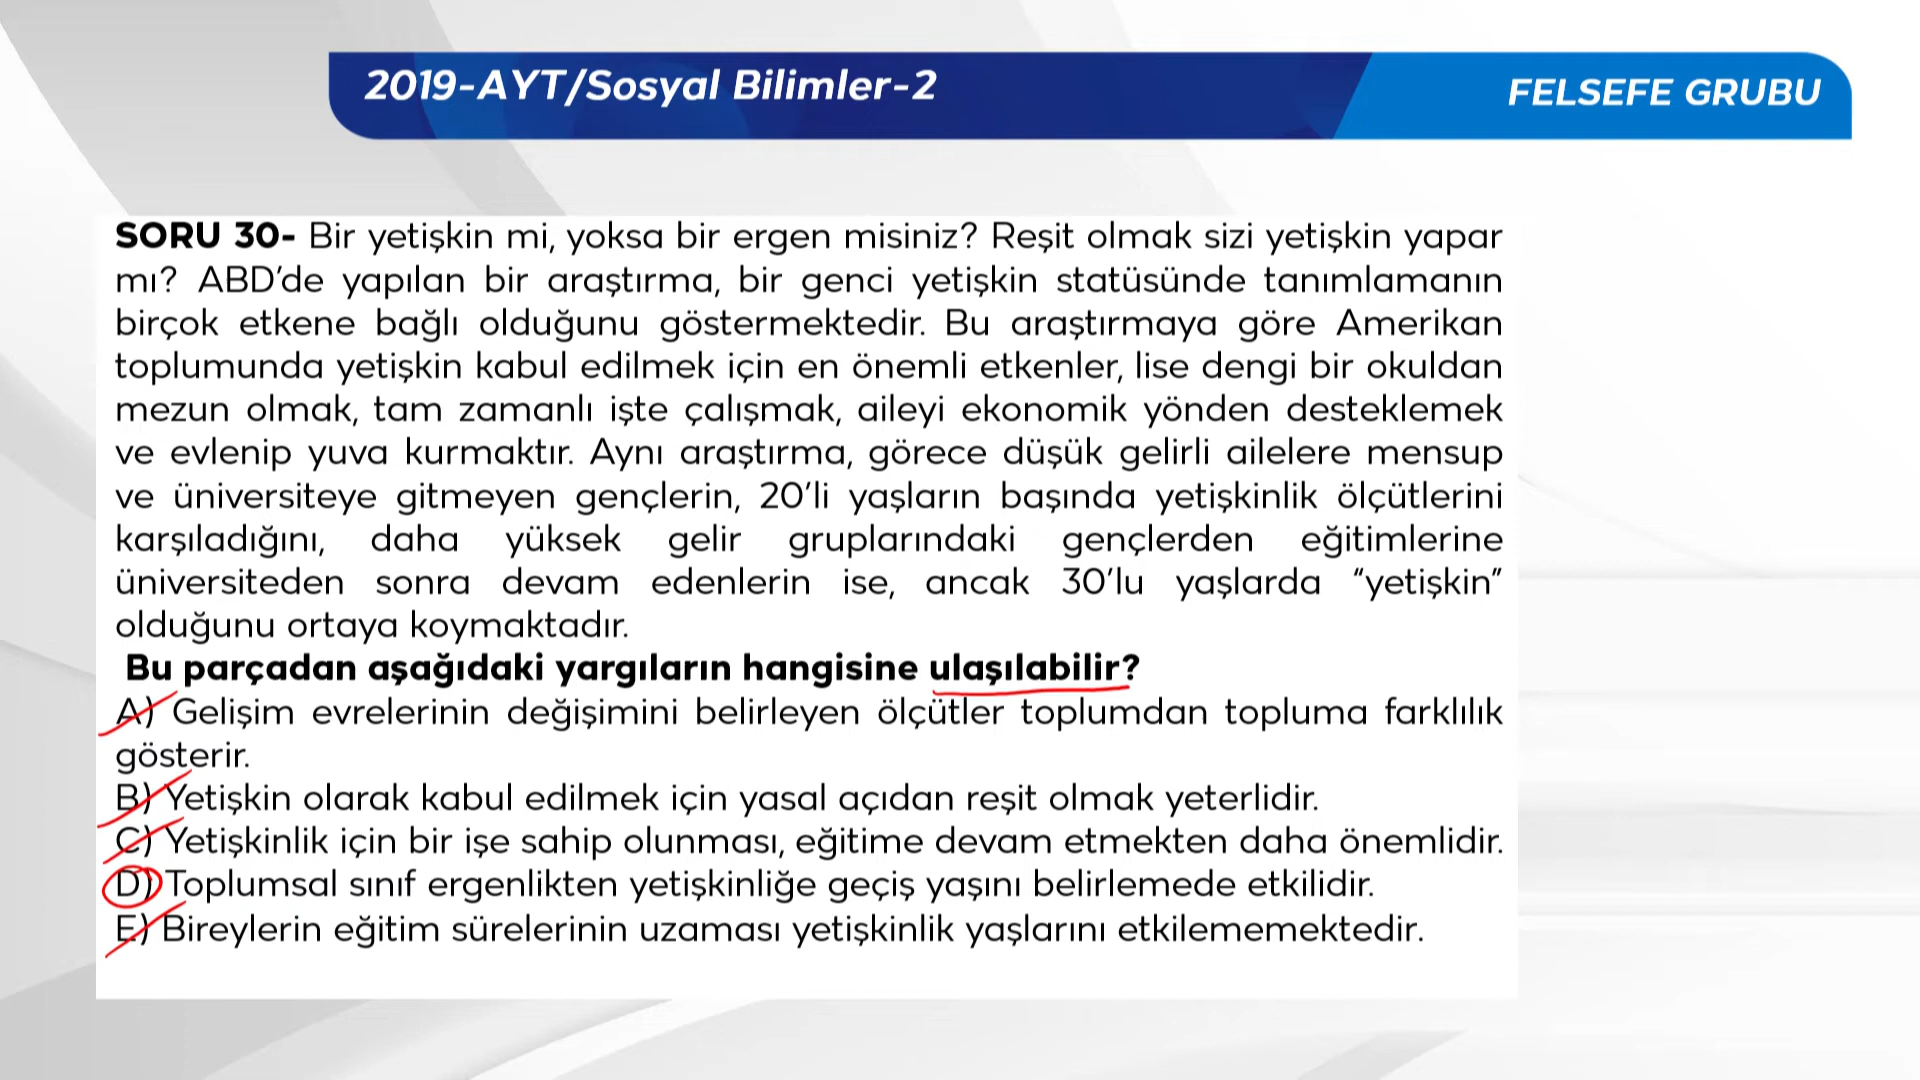 2019-AYT/Sosyal Bilimler-2
FELSEFE GRUBU
SORU 30- Bir yetişkin mi, yoksa bir ergen misiniz? Reşit olmak sizi yetişkin yapar
mı? ABD’de yapılan bir araştırma, bir genci yetişkin statüsünde tanımlamanın
birçok etkene bağlı olduğunu göstermektedir. Bu araştırmaya göre Amerikan
toplumunda yetişkin kabul edilmek için en önemli etkenler, lise dengi bir okuldan
mezun olmak, tam zamanlı işte çalışmak, aileyi ekonomik yönden desteklemek
ve evlenip yuva kurmaktır. Aynı araştırma, görece düşük gelirli ailelere mensup
ve üniversiteye gitmeyen gençlerin, 20’li yaşların başında yetişkinlik ölçütlerini
karşıladığını, daha yüksek gelir gruplarındaki gençlerden eğitimlerine
üniversiteden sonra devam edenlerin ise, ancak 30’lu yaşlarda “yetişkin”
olduğunu ortaya koymaktadır.
Bu parçadan aşağıdaki yargıların hangisine ulaşılabilir?
A) Gelişim evrelerinin değişimini belirleyen ölçütler toplumdan topluma farklılık
gösterir.
B) Yetişkin olarak kabul edilmek için yasal açıdan reşit olmak yeterlidir.
C) Yetişkinlik için bir işe sahip olunması, eğitime devam etmekten daha önemlidir.
D) Toplumsal sınıf ergenlikten yetişkinliğe geçiş yaşını belirlemede etkilidir.
E) Bireylerin eğitim sürelerinin uzaması yetişkinlik yaşlarını etkilememektedir.